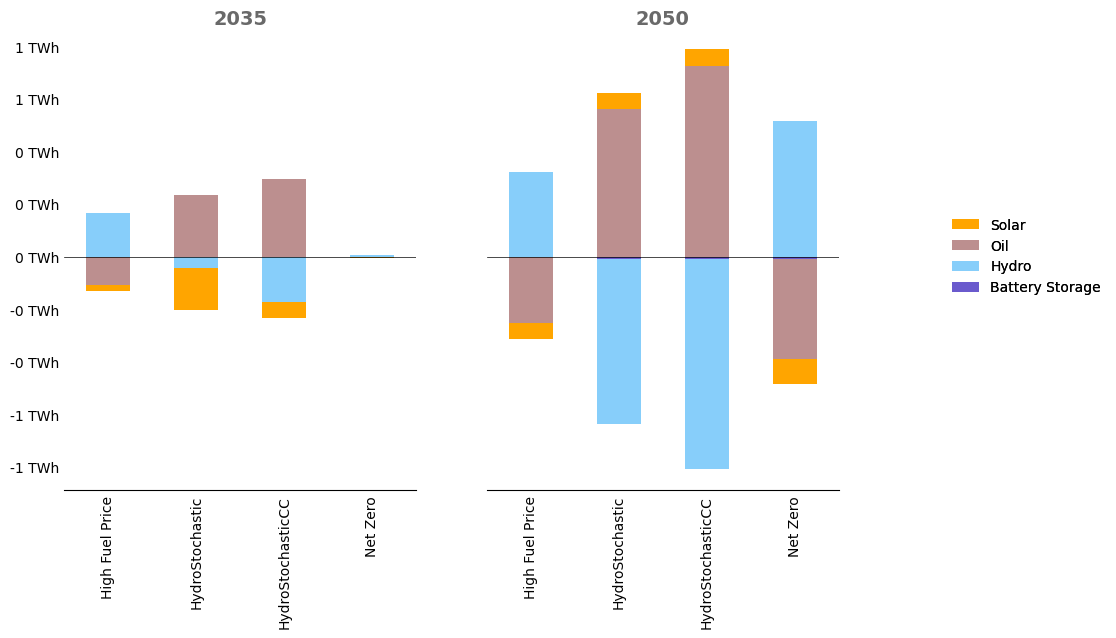 2035
2050
1 TWh
1 TWh
0 TWh
0 TWh
0 TWh
-0 TWh
-0 TWh
-1 TWh
-1 TWh
High Fuel Price
HydroStochastic
HydroStochasticCC
Net Zero
High Fuel Price
HydroStochastic
HydroStochasticCC
Net Zero
Solar
Oil
Hydro
Battery Storage